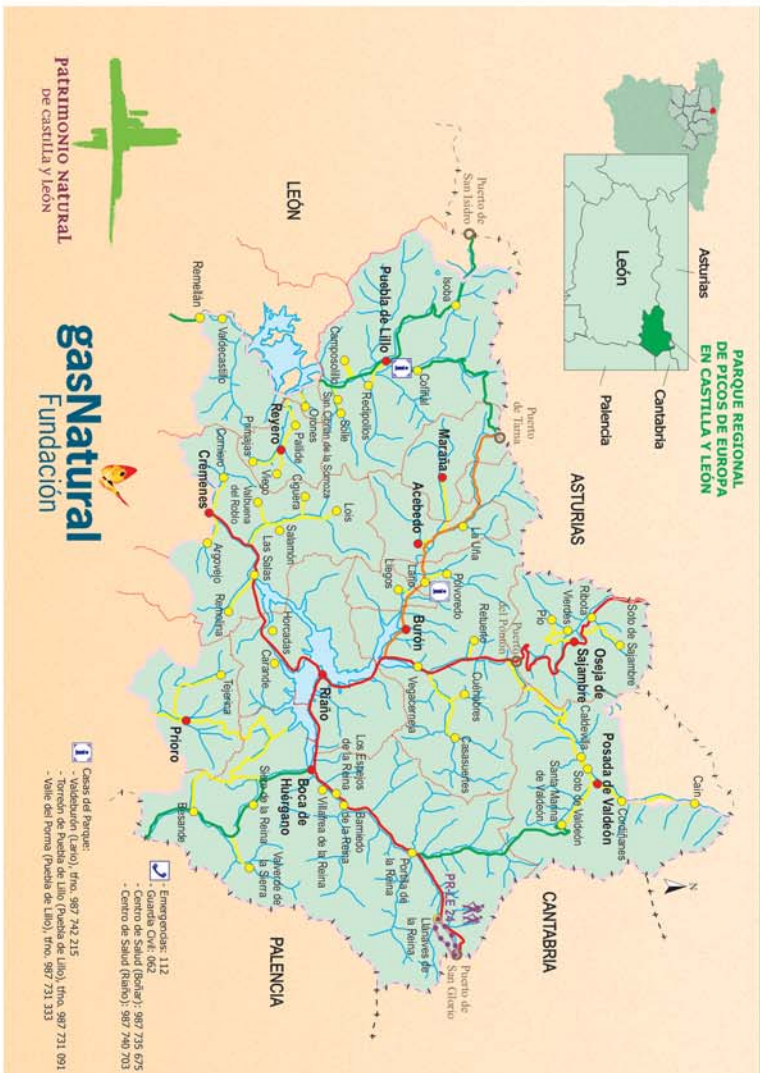 PARQUE REGIONAL
DE PICOS DE EUROPA
EN CASTILLA Y LEÓN
Asturias
León
Cantabria
Palencia
Puerto de
San Isidro
LEÓN
ASTURIAS
CANTABRIA
PALENCIA
N
Isoba
Puebla de Lillo
Cofiñal
Redipollos
Camposolillo
San Cibrián de la Somoza
Solle
Orones
Pallide
Reyero
Viego
Primajas
Corniero
Ciguera
Valbuena
del Roblo
Crémenes
Lois
Salamón
Las Salas
Argovejo
Remolina
Horcadas
Carande
Remellán
Valdecastillo
Puerto
de Tarna
Maraña
Acebedo
La Uña
Lario
Liegos
Polvoredo
Burón
Retuerto
Puerto
del Pontón
Vegacerneja
Cuénabres
Casasuertes
Riaño
Tejerina
Prioro
Soto de Sajambre
Ribota
Vierdes
Pío
Oseja de
Sajambre
Caldevilla
Posada de Valdeón
Soto de Valdeón
Santa Marina
de Valdeón
Cordiñanes
Caín
Los Espejos
de la Reina
Barniedo
de la Reina
Villafrea de la Reina
Boca de
Huérgano
Siero de la Reina
Besande
Valverde de
la Sierra
Portilla de
la Reina
PRLE 24
Llánaves de
la Reina
Puerto de
San Glorio
PATRIMONIO NATURAL
DE CASTILLA Y LEÓN
gasNatural
Fundación
i Casas del Parque:
- Valdeburón (Lario), tfno. 987 742 215
- Torreón de Puebla de Lillo (Puebla de Lillo), tfno. 987 731 091
- Valle del Porma (Puebla de Lillo), tfno. 987 731 333
- Emergencias: 112
- Guardia Civil: 062
- Centro de Salud (Boñar): 987 735 675
- Centro de Salud (Riaño): 987 740 703